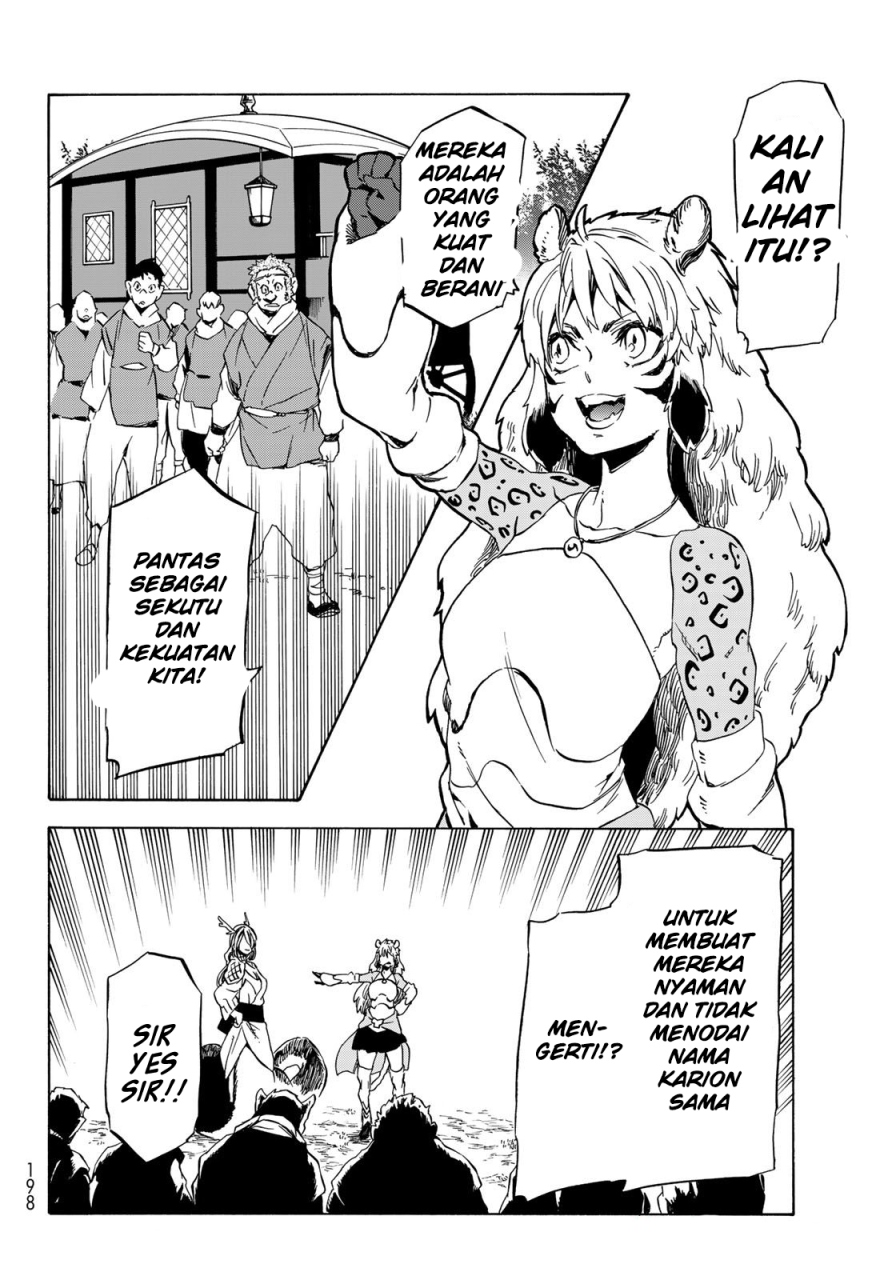 KALI
AN
LIHAT
ITU!?
MEREKA
ADALAH
ORANG
YANG
KUAT
DAN
BERANI
PANTAS
SEBAGAI
SEKUTU
DAN
KEKUATAN
KITA!
UNTUK
MEMBUAT
MEREKA
NYAMAN
DAN TIDAK
MENODAI
NAMA
KARION
SAMA
MEN-
GERTI!?
SIR
YES
SIR!!
198